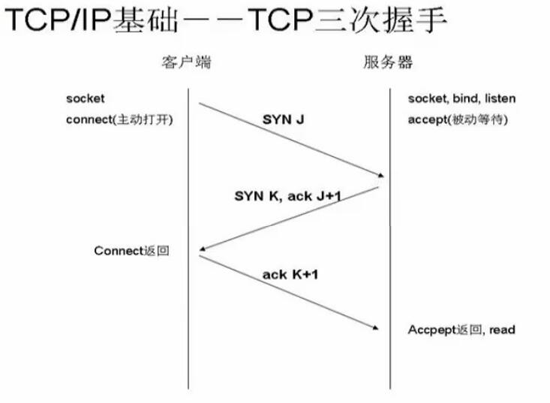 TCP/IP基础——TCP三次握手
客户端
服务器
socket
socket, bind, listen
connect(主动打开)
SYN J
accept(被动等待)
SYN K, ack J+1
Connect返回
ack K+1
Accpept返回, read